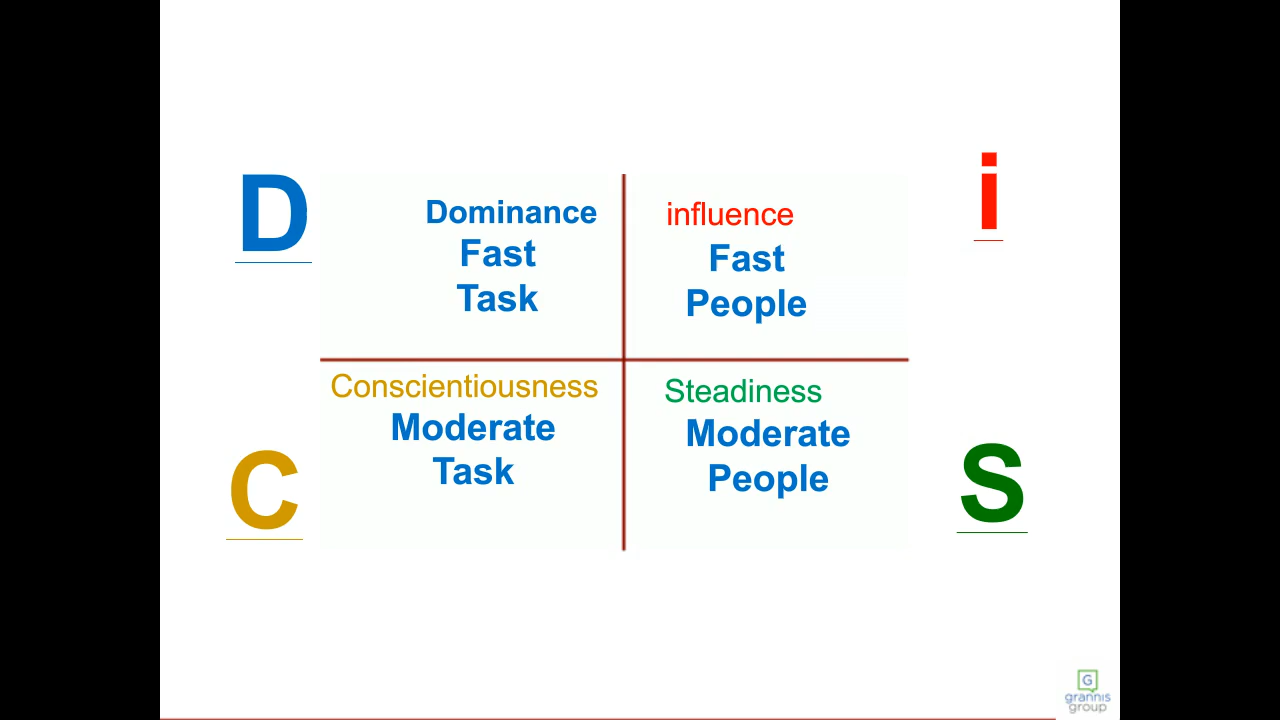 D
Dominance
Fast
Task
influence
Fast
People
i
C
Conscientiousness
Moderate
Task
Steadiness
Moderate
People
S
G
grannis
group